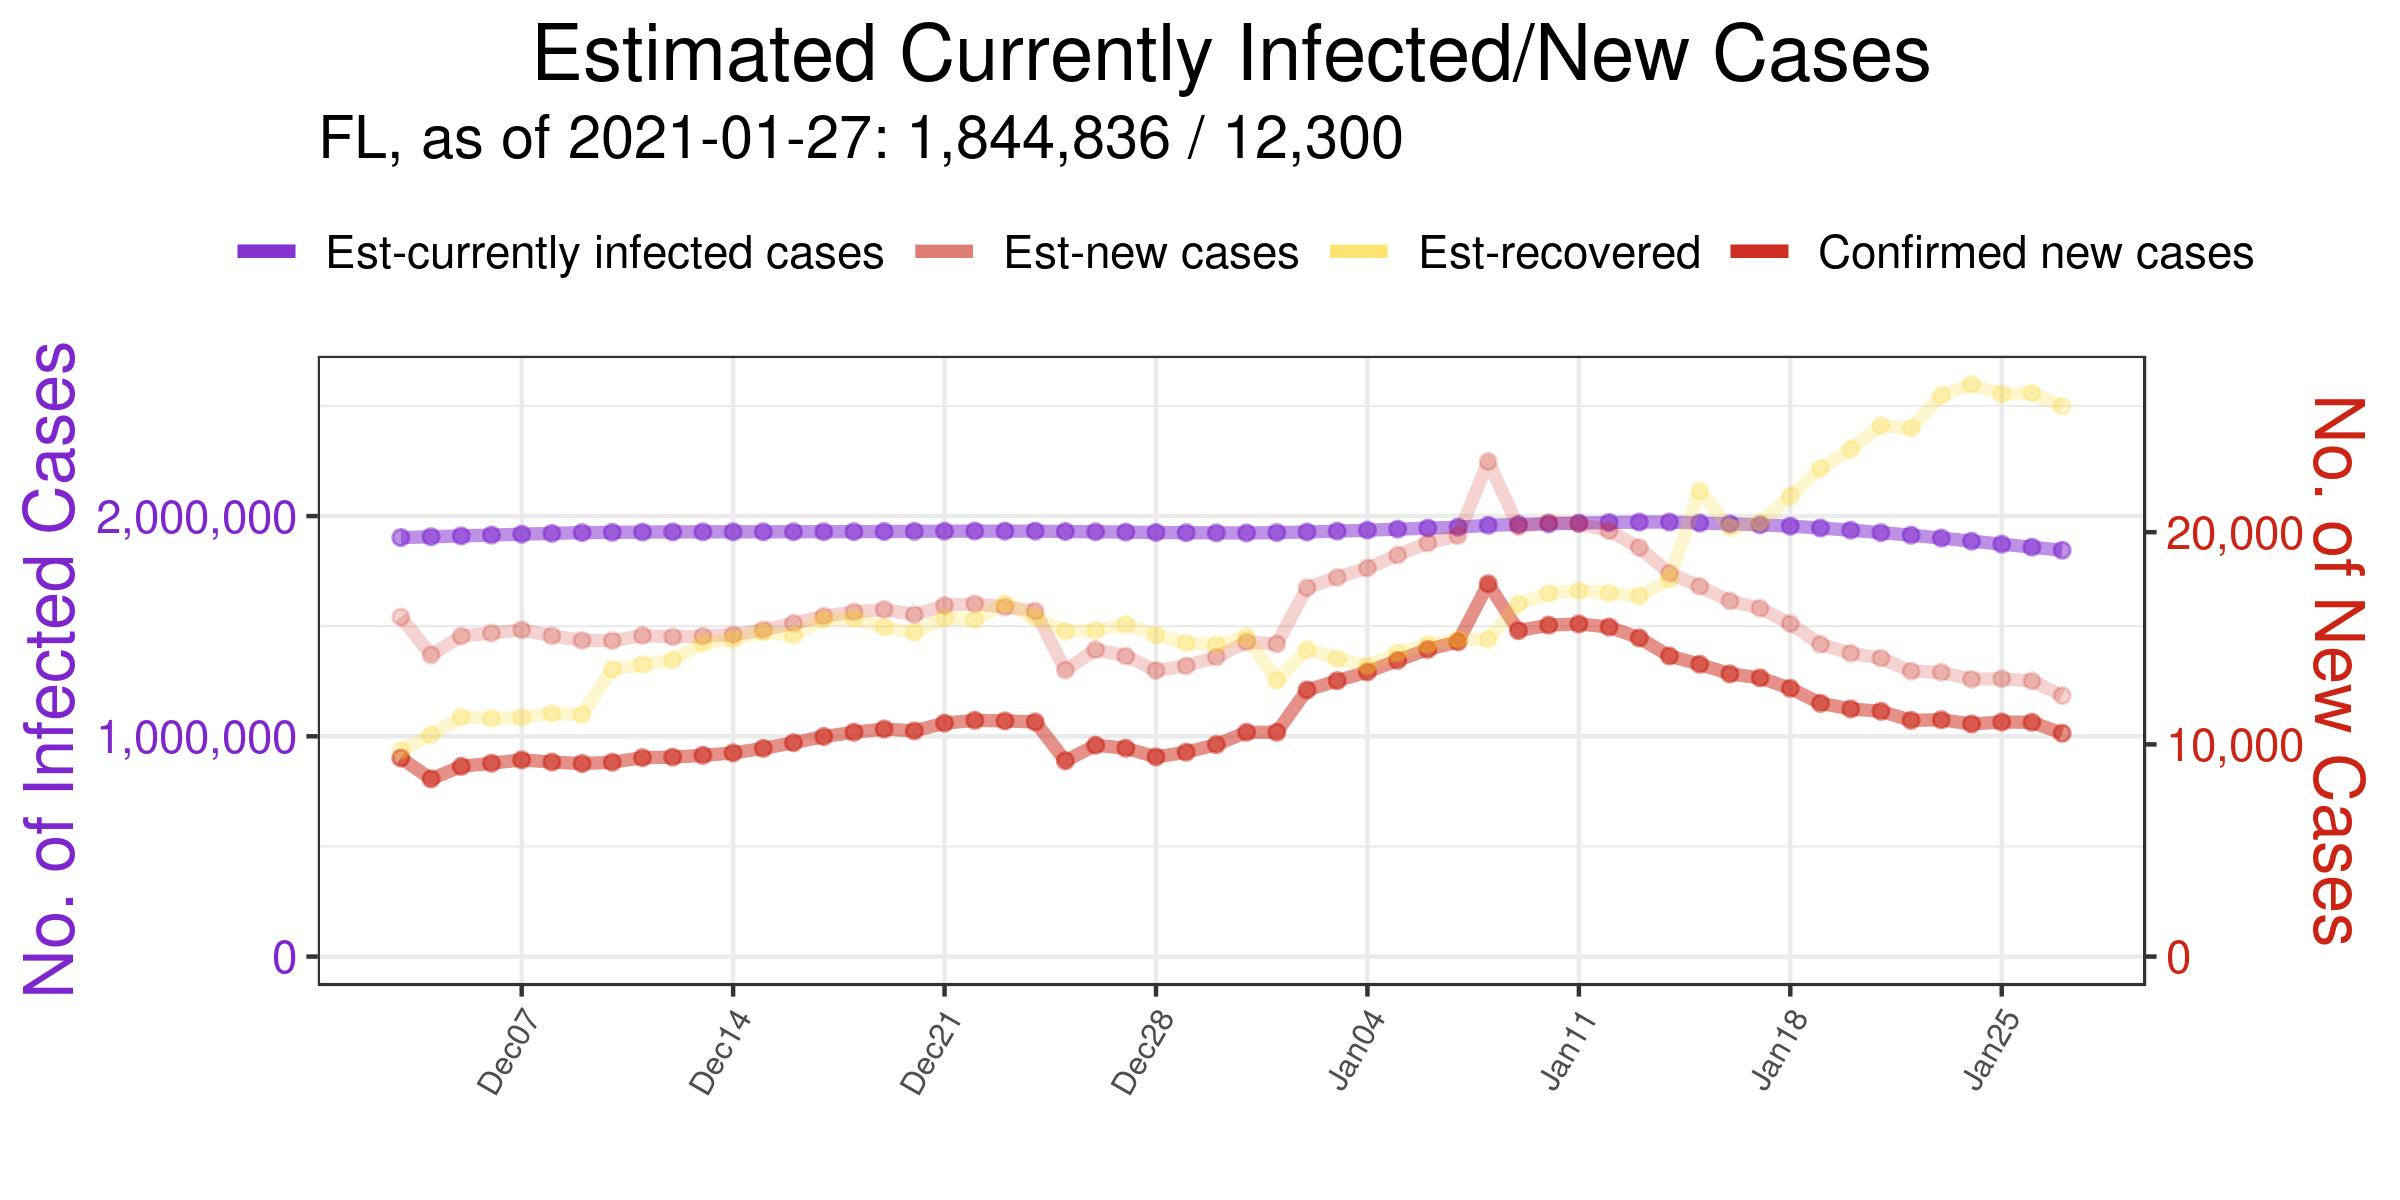 Estimated Currently Infected/New Cases
FL, as of 2021-01-27: 1,844,836 / 12,300
Est-currently infected cases Est-new cases Est-recovered Confirmed new cases
No. of Infected Cases
2,000,000
1,000,000
0
20,000
10,000
0
No. of New Cases
Dec07 Dec14 Dec21 Dec28 Jan04 Jan11 Jan18 Jan25